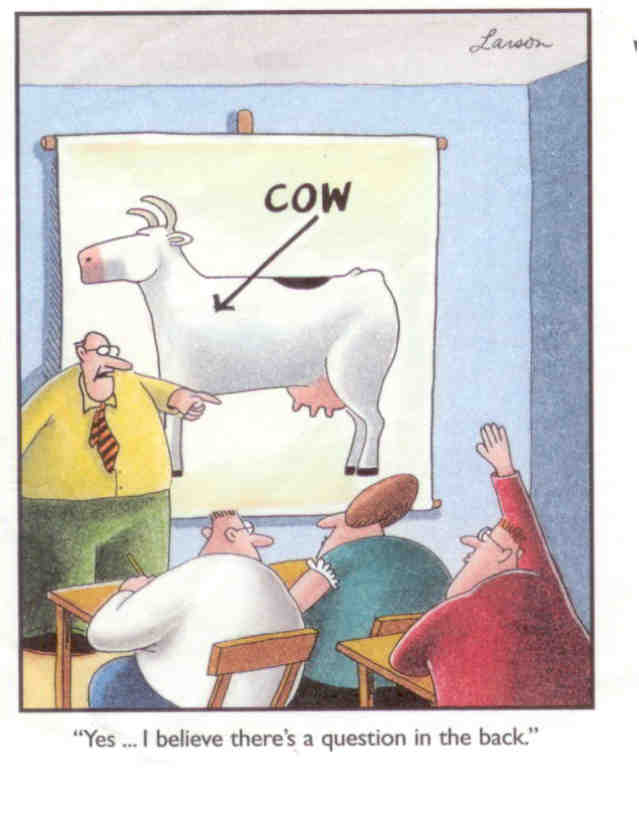 Larson
COW
“Yes ... I believe there’s a question in the back.”